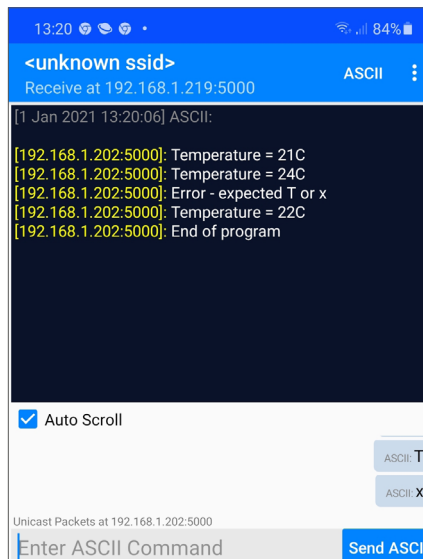 13:20 84%
<unknown ssid>
Receive at 192.168.1.219:5000
ASCII
[1 Jan 2021 13:20:06] ASCII:
[192.168.1.202:5000]: Temperature = 21C
[192.168.1.202:5000]: Temperature = 24C
[192.168.1.202:5000]: Error - expected T or x
[192.168.1.202:5000]: Temperature = 22C
[192.168.1.202:5000]: End of program
Auto Scroll
ASCII: T
ASCII: x
Unicast Packets at 192.168.1.202:5000
Enter ASCII Command
Send ASCI